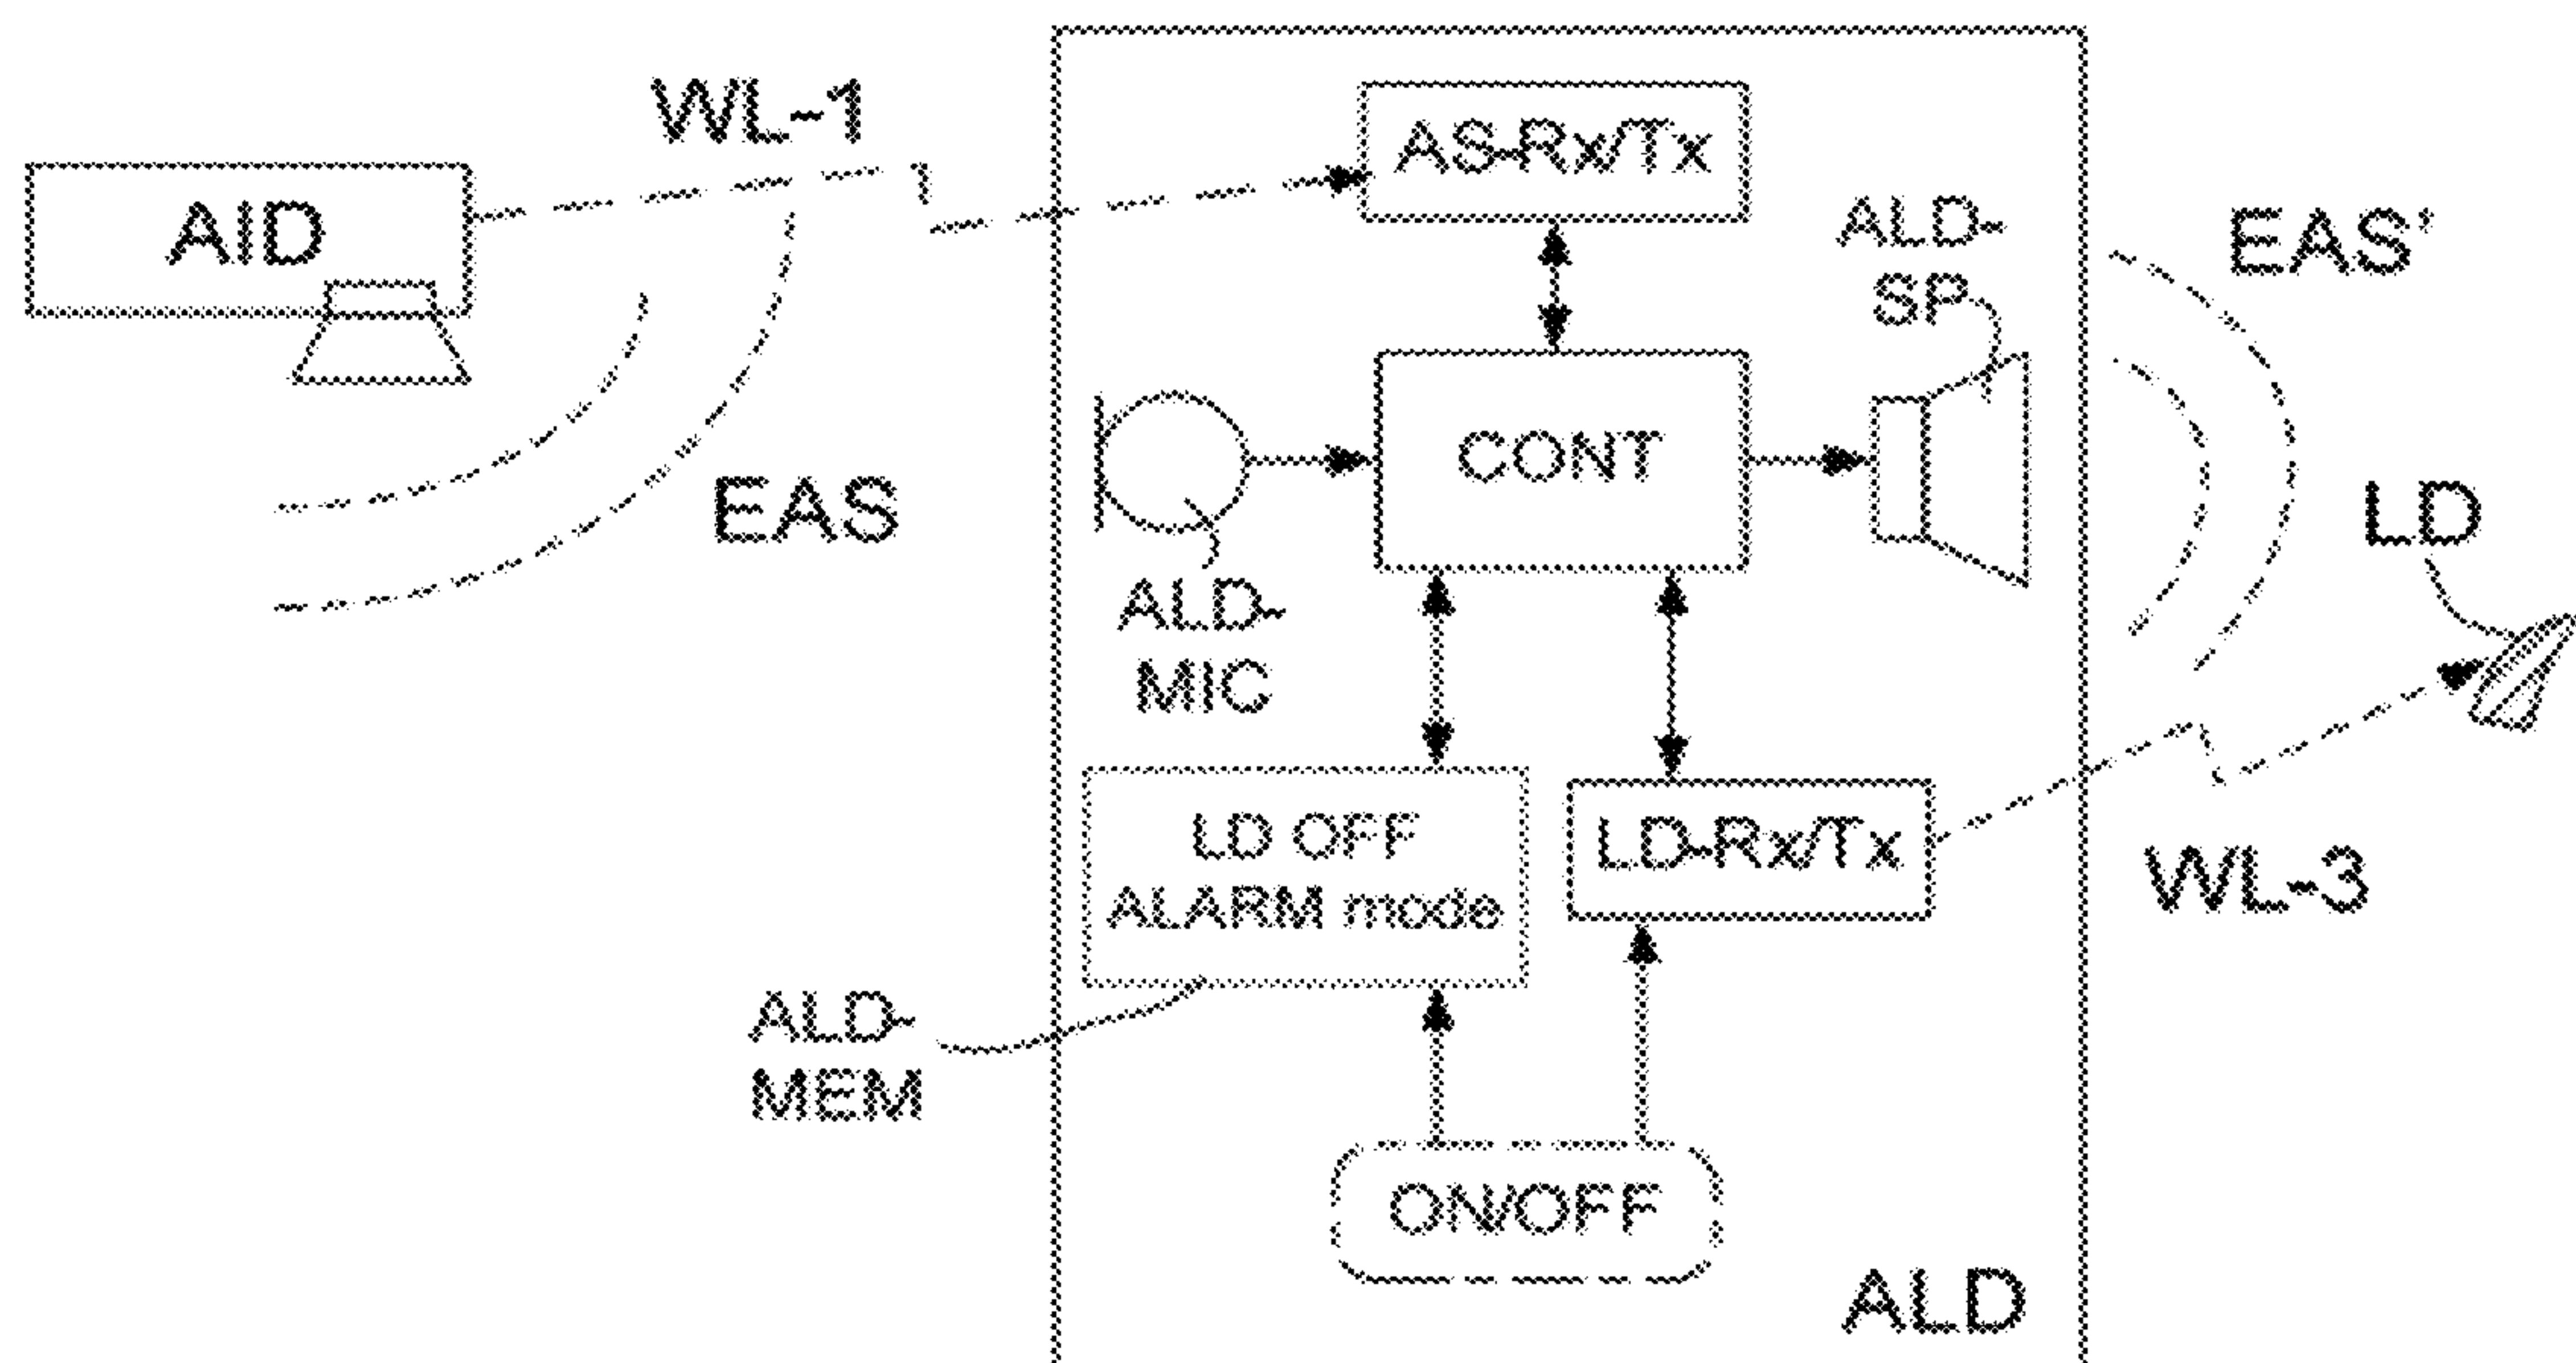 WL-1
AID
AS-Rx/Tx
ALD-
SP
EAS'
EAS
CONT
LD
ALD-
MIC
LD OFF
ALARM mode
LD-Rx/Tx
WL-3
ALD-
MEM
ON/OFF
ALD